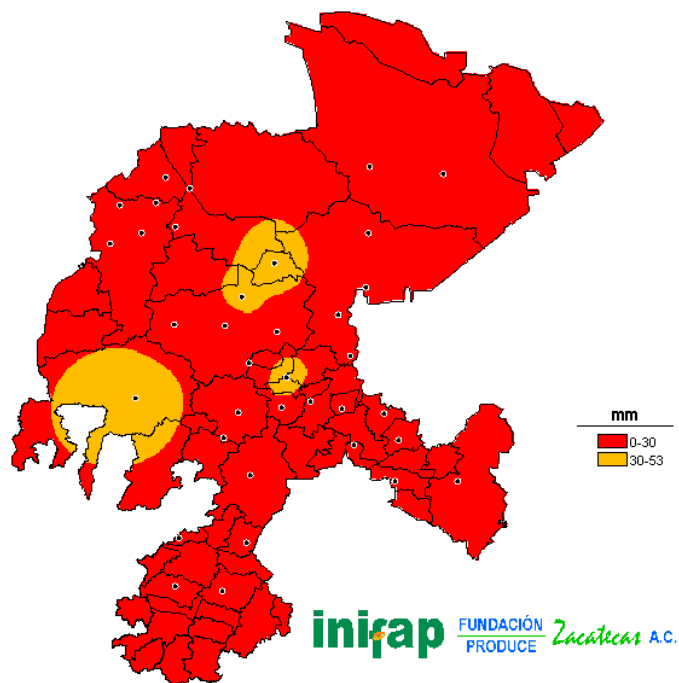 mm
0-30
30-53
inifap
FUNDACIÓN
PRODUCE
Zacatecas A.C.